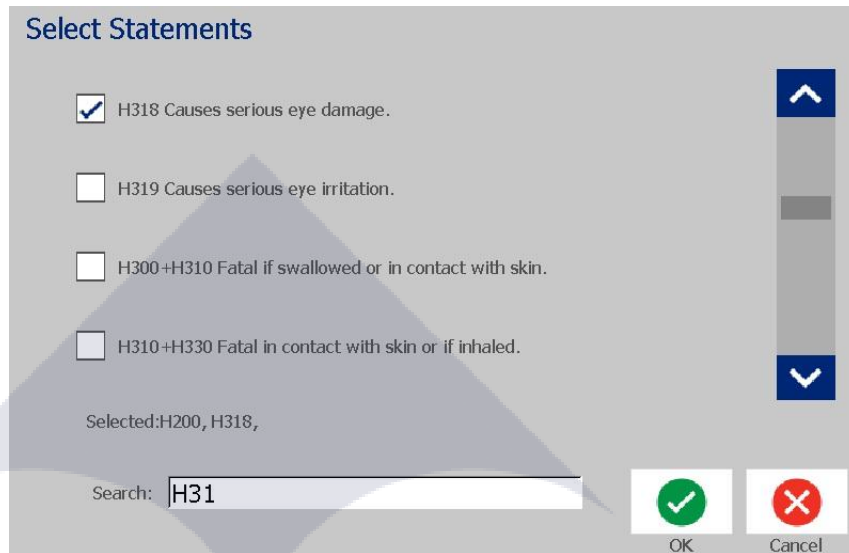 Select Statements
H318 Causes serious eye damage.
H319 Causes serious eye irritation.
H300+H310 Fatal if swallowed or in contact with skin.
H310+H330 Fatal in contact with skin or if inhaled.
Selected:H200, H318,
Search: H31
OK Cancel